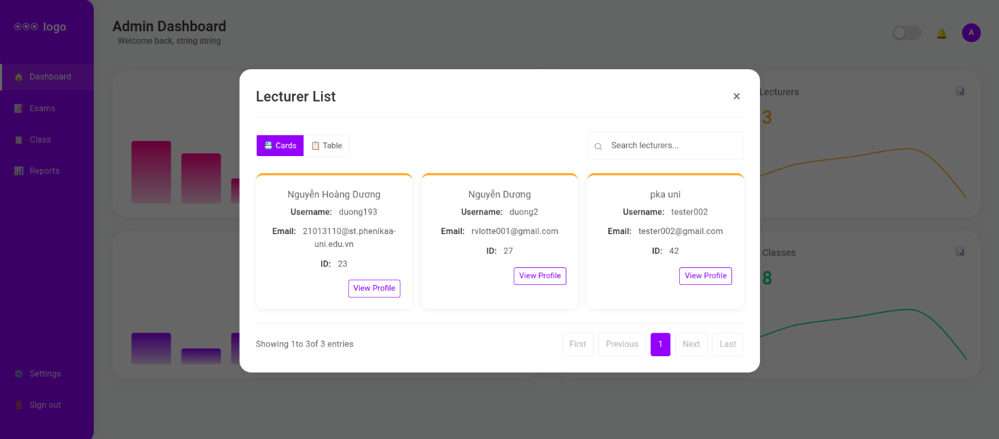 logo
Admin Dashboard
Welcome back, string string
A
Dashboard
Exams
Class
Reports
Settings
Sign out
Lecturers
3
Classes
8
Lecturer List
×
Cards
Table
Search lecturers...
Nguyễn Hoàng Dương
Username: duong193
Email: 21013110@st.phenikaa-
uni.edu.vn
ID: 23
View Profile
Nguyễn Dương
Username: duong2
Email: rvlotte001@gmail.com
ID: 27
View Profile
pka uni
Username: tester002
Email: tester002@gmail.com
ID: 42
View Profile
Showing 1to 3of 3 entries
First
Previous
1
Next
Last